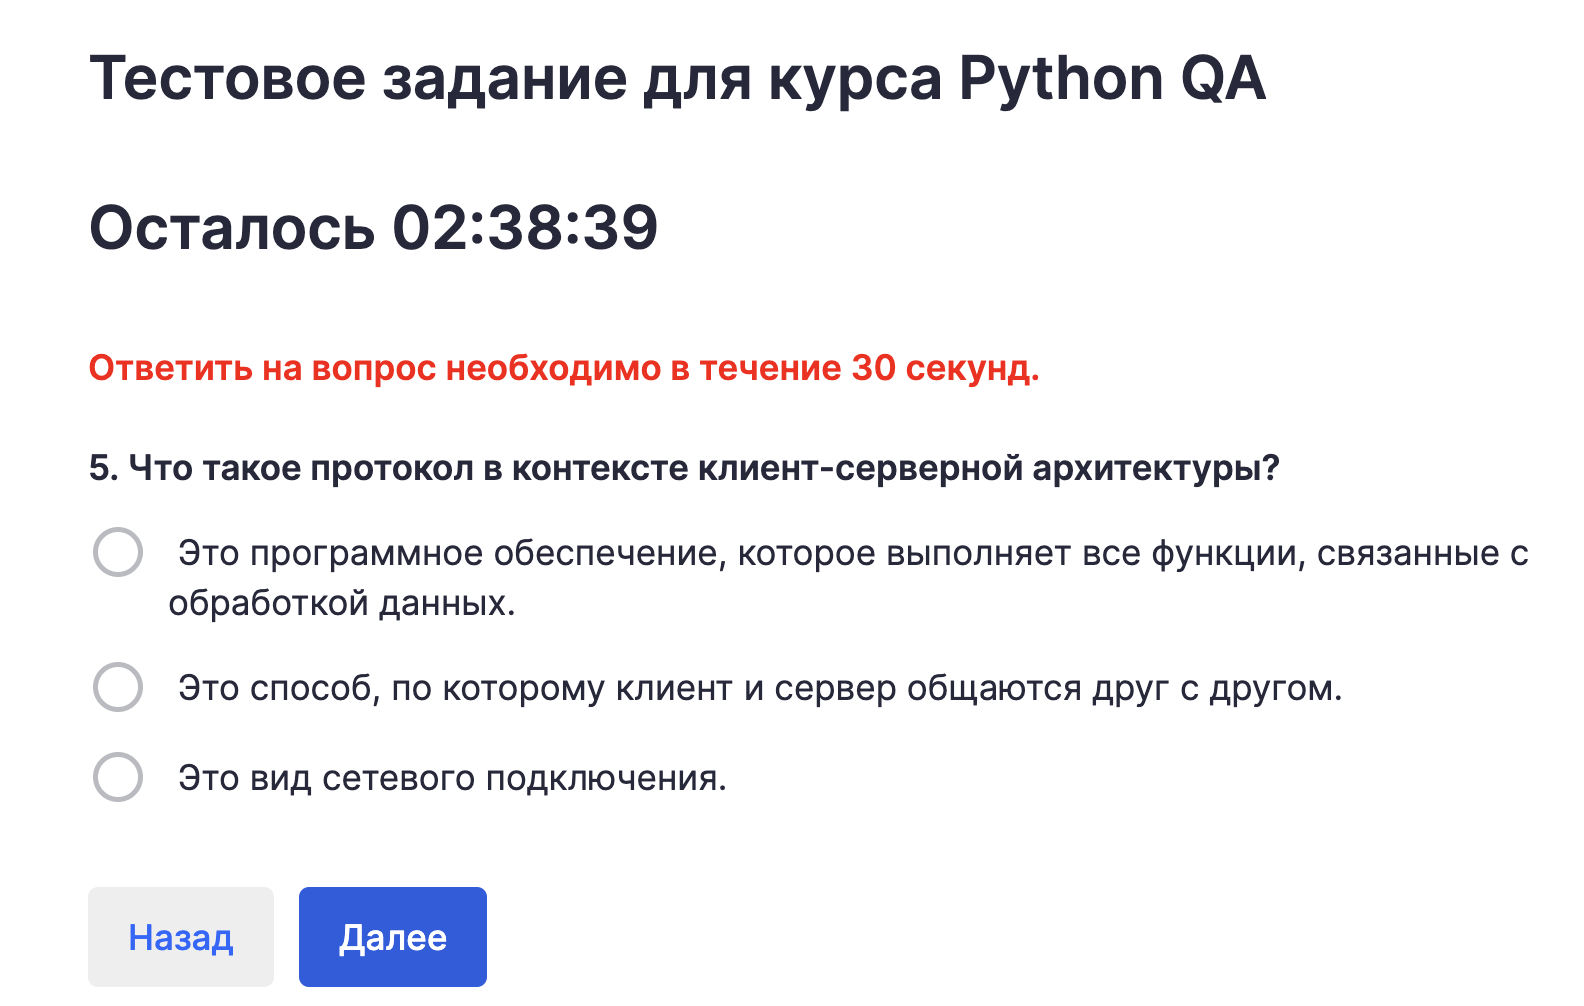 Тестовое задание для курса Python QA
Осталось 02:38:39
Ответить на вопрос необходимо в течение 30 секунд.
5. Что такое протокол в контексте клиент-серверной архитектуры?
Это программное обеспечение, которое выполняет все функции, связанные с
обработкой данных.
Это способ, по которому клиент и сервер общаются друг с другом.
Это вид сетевого подключения.
Назад Далее